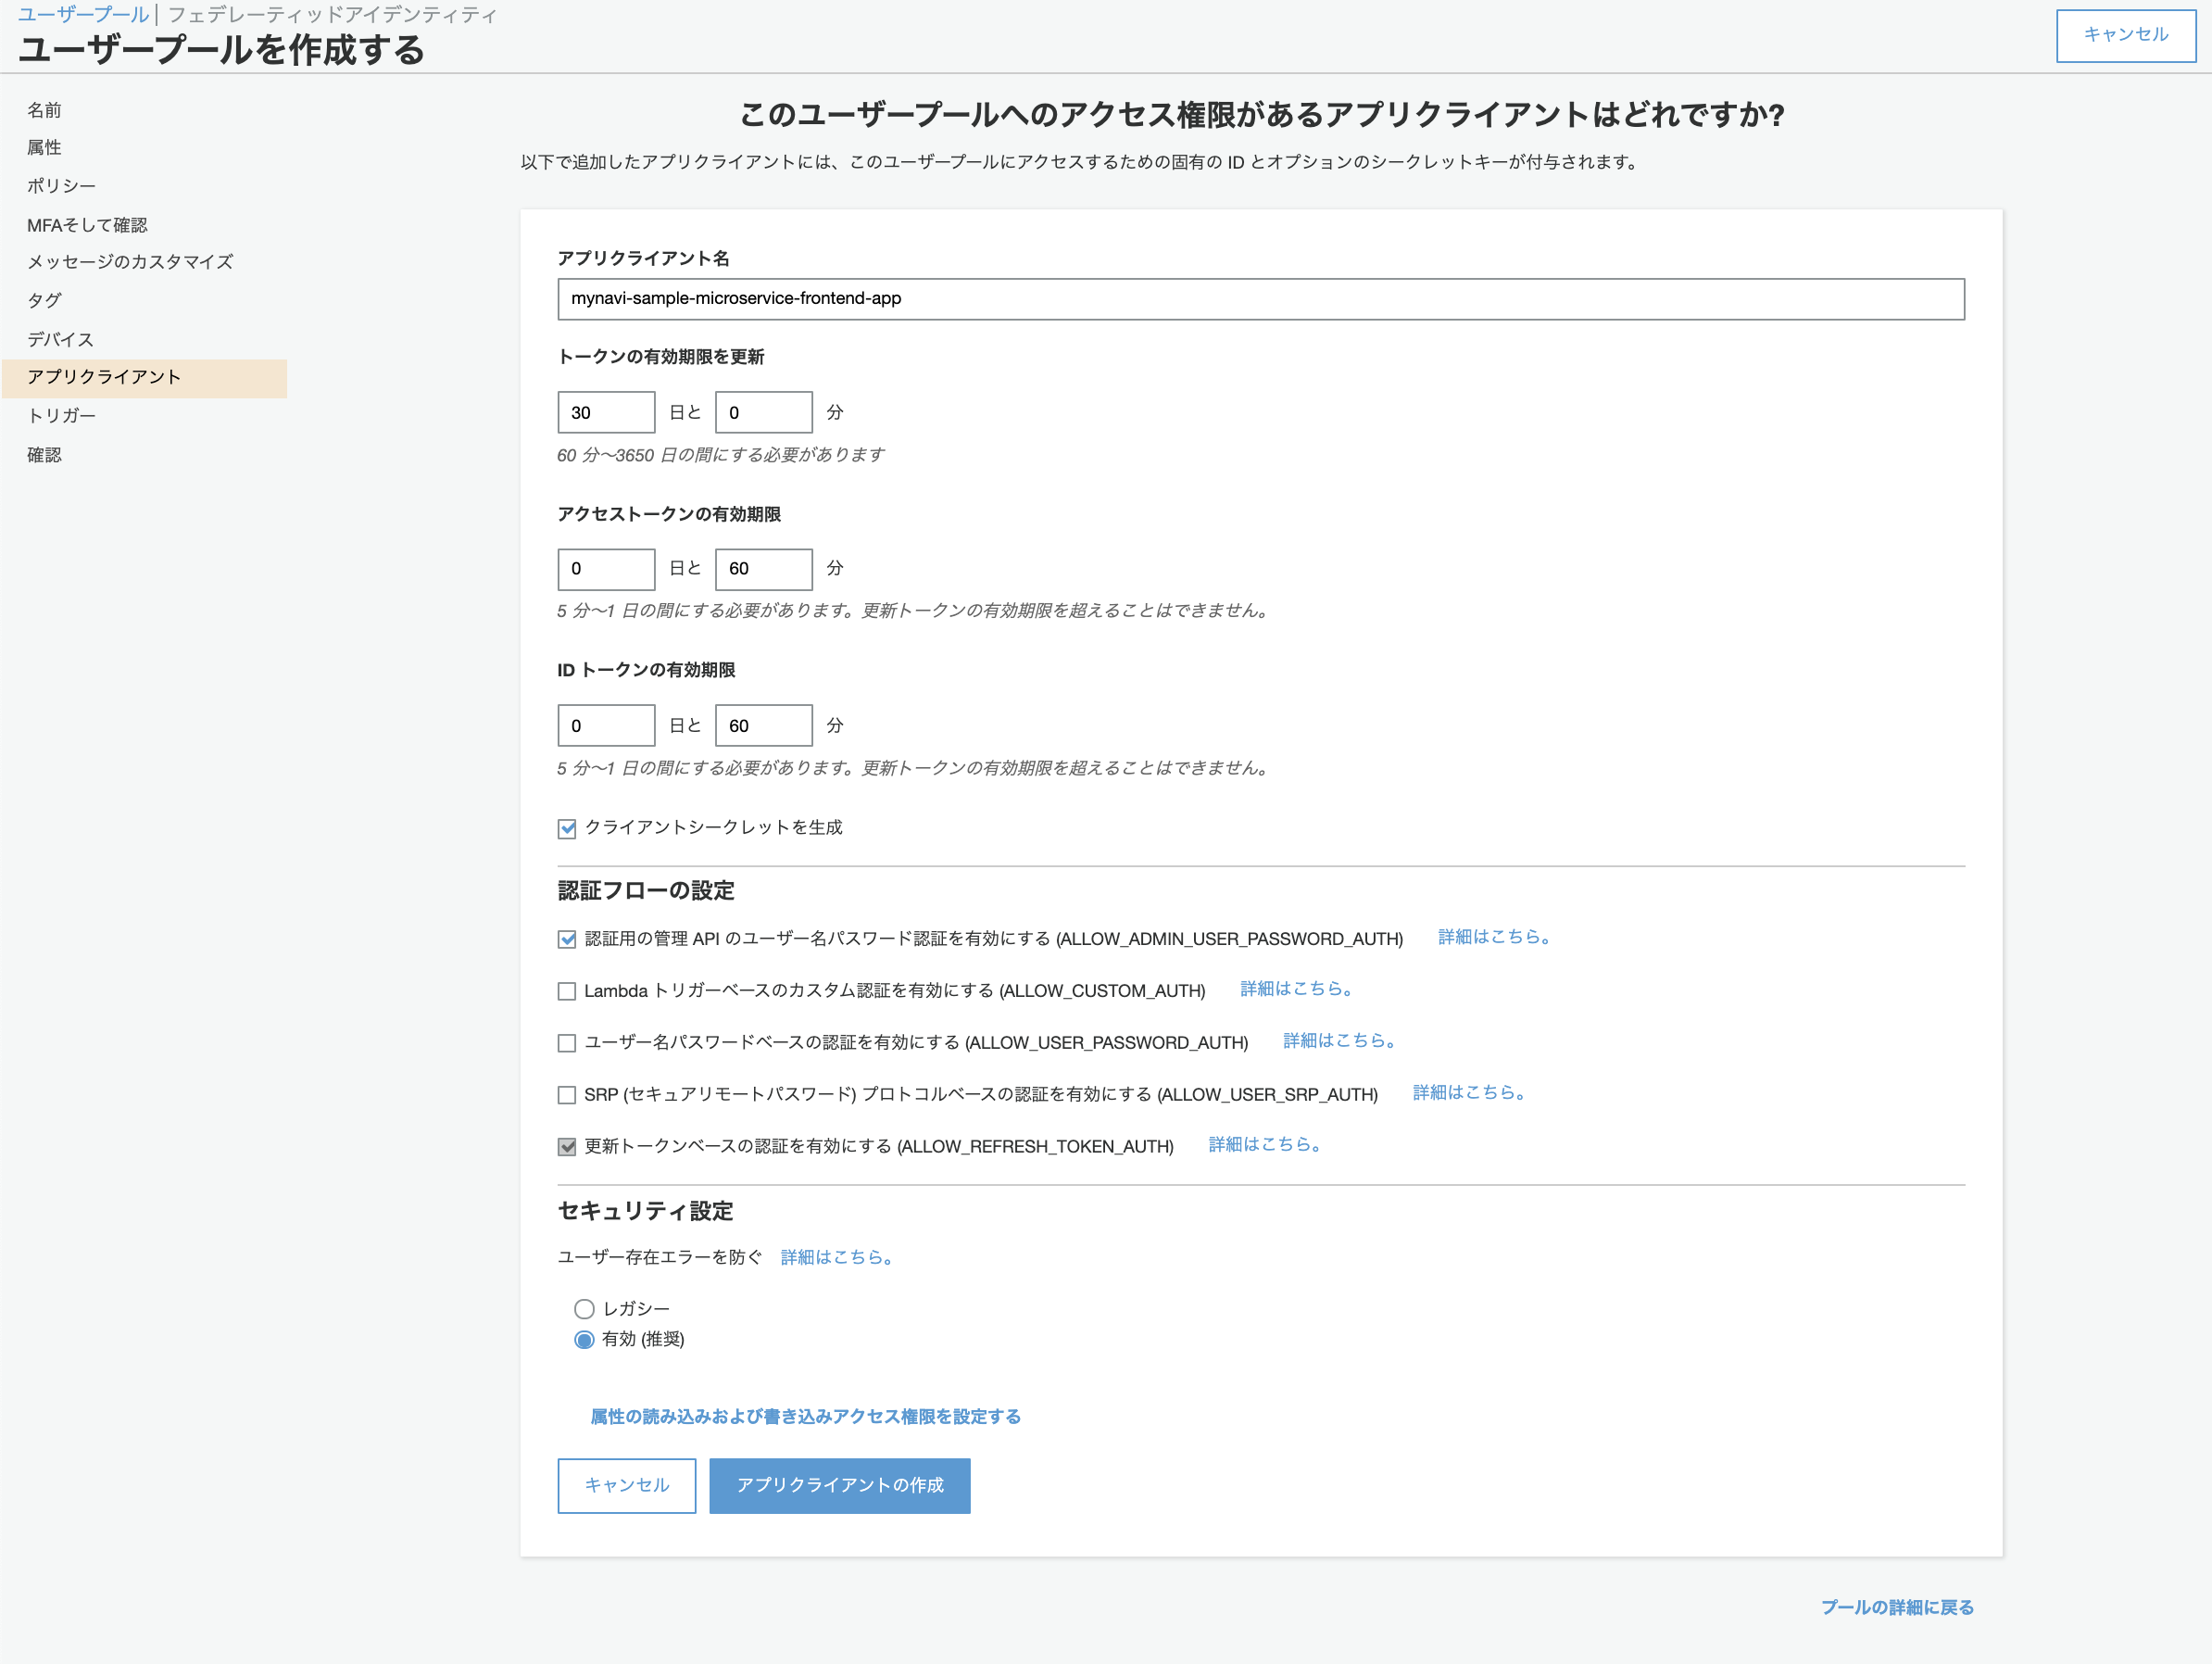 ユーザープール | フェデレーティッドアイデンティティ
ユーザープールを作成する
キャンセル
名前
属性
ポリシー
MFAそして確認
メッセージのカスタマイズ
タグ
デバイス
アプリクライアント
トリガー
確認
このユーザープールへのアクセス権限があるアプリクライアントはどれですか?
以下で追加したアプリクライアントには、このユーザープールにアクセスするための固有の ID とオプションのシークレットキーが付与されます。
アプリクライアント名
mynavi-sample-microservice-frontend-app
トークンの有効期限を更新
30 日と 0 分
60 分〜3650 日の間にする必要があります
アクセストークンの有効期限
0 日と 60 分
5 分〜1 日の間にする必要があります。更新トークンの有効期限を超えることはできません。
ID トークンの有効期限
0 日と 60 分
5 分〜1 日の間にする必要があります。更新トークンの有効期限を超えることはできません。
クライアントシークレットを生成
認証フローの設定
認証用の管理 API のユーザー名パスワード認証を有効にする (ALLOW_ADMIN_USER_PASSWORD_AUTH) 詳細はこちら。
Lambda トリガーベースのカスタム認証を有効にする (ALLOW_CUSTOM_AUTH) 詳細はこちら。
ユーザー名パスワードベースの認証を有効にする (ALLOW_USER_PASSWORD_AUTH) 詳細はこちら。
SRP (セキュアリモートパスワード) プロトコルベースの認証を有効にする (ALLOW_USER_SRP_AUTH) 詳細はこちら。
更新トークンベースの認証を有効にする (ALLOW_REFRESH_TOKEN_AUTH) 詳細はこちら。
セキュリティ設定
ユーザー存在エラーを防ぐ 詳細はこちら。
レガシー
有効 (推奨)
属性の読み込みおよび書き込みアクセス権限を設定する
キャンセル アプリクライアントの作成
プールの詳細に戻る